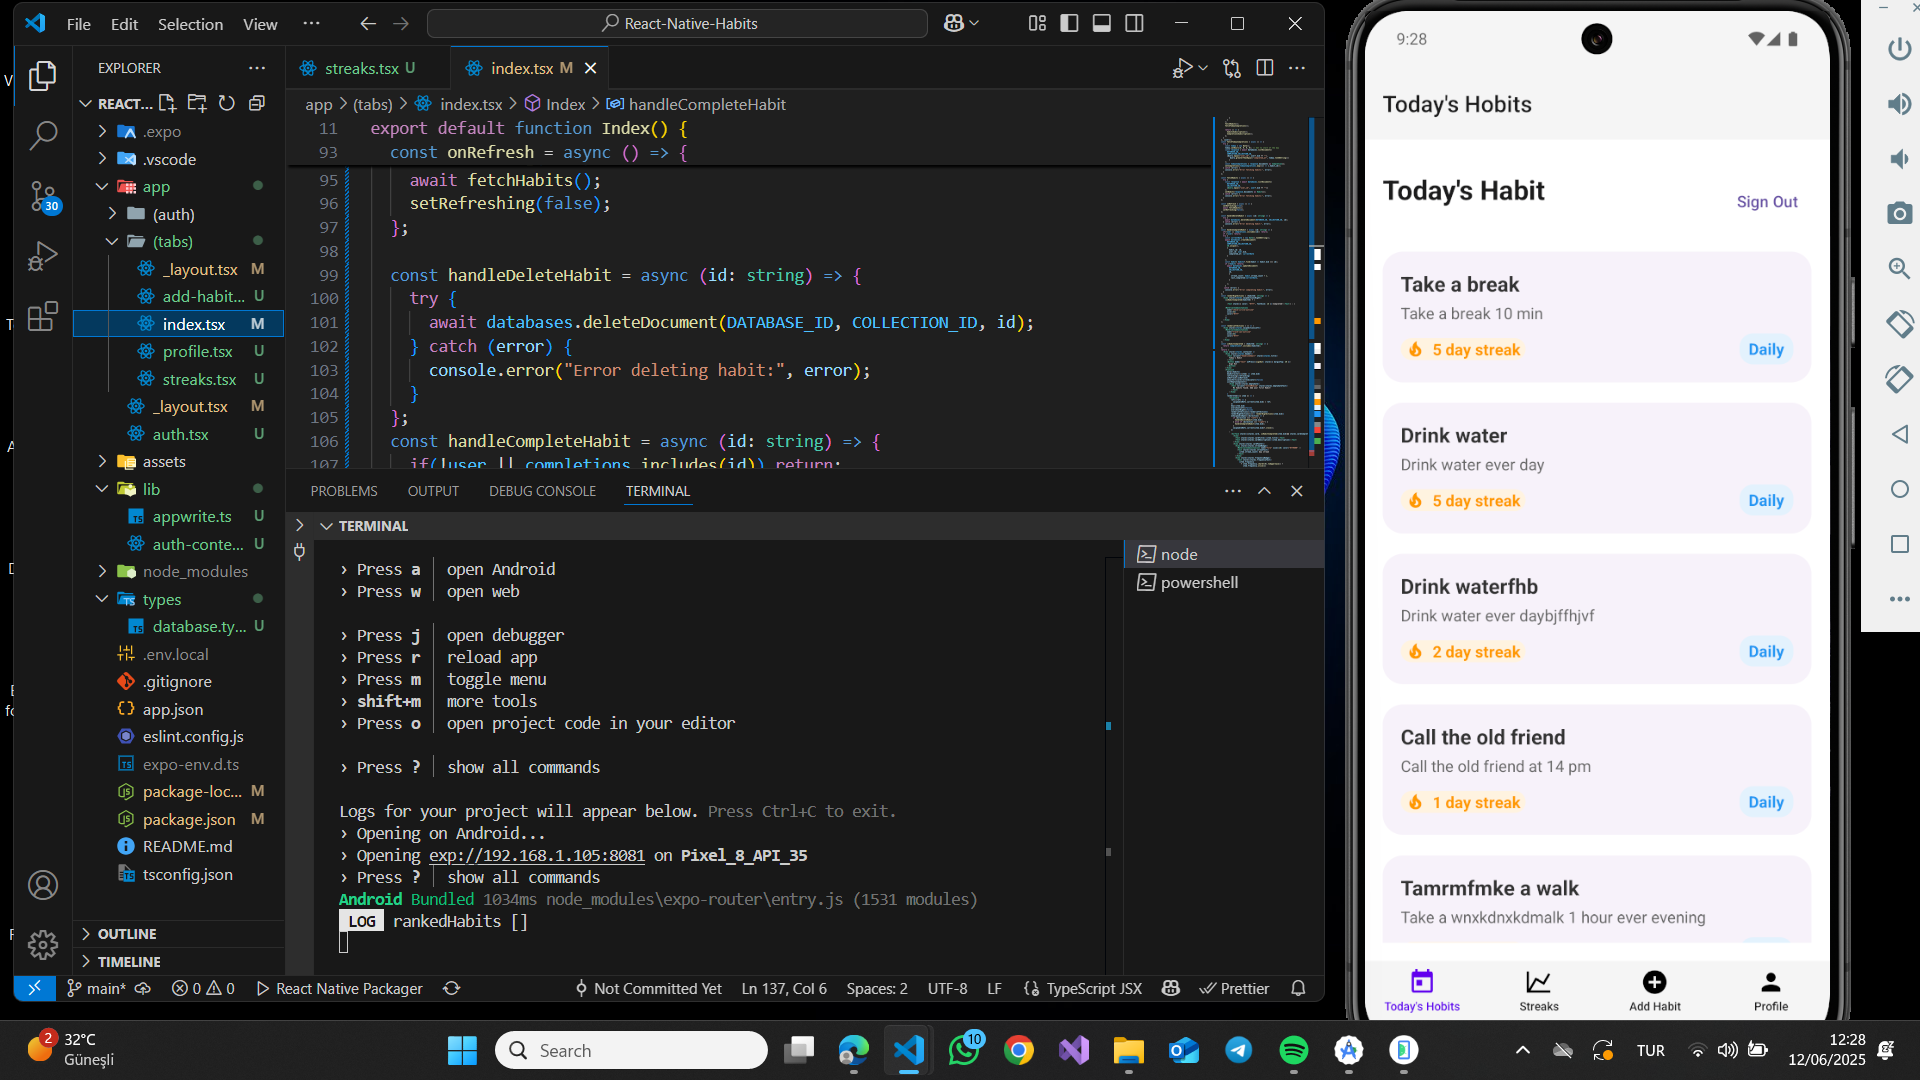 File Edit Selection View ···
React-Native-Habits
EXPLORER
REACT...
.expo
.vscode
app
(auth)
(tabs)
_layout.tsx M
add-habit... U
index.tsx M
profile.tsx U
streaks.tsx U
_layout.tsx M
auth.tsx U
assets
lib
appwrite.ts U
auth-conte... U
node_modules
types
database.ty... U
.env.local
.gitignore
app.json
eslint.config.js
expo-env.d.ts
package-loc... M
package.json M
README.md
tsconfig.json
OUTLINE
TIMELINE
30
streaks.tsx U
index.tsx M
app > (tabs) > index.tsx > Index > handleCompleteHabit
11 export default function Index() {
93 const onRefresh = async () => {
95 await fetchHabits();
96 setRefreshing(false);
97 };
98
99 const handleDeleteHabit = async (id: string) => {
100 try {
101 await databases.deleteDocument(DATABASE_ID, COLLECTION_ID, id);
102 } catch (error) {
103 console.error("Error deleting habit:", error);
104 }
105 };
106 const handleCompleteHabit = async (id: string) => {
107 if(!user || completions.includes(id)) return;
PROBLEMS OUTPUT DEBUG CONSOLE TERMINAL
TERMINAL
node
powershell
› Press a │ open Android
› Press w │ open web
› Press j │ open debugger
› Press r │ reload app
› Press m │ toggle menu
› shift+m │ more tools
› Press o │ open project code in your editor
› Press ? │ show all commands
Logs for your project will appear below. Press Ctrl+C to exit.
› Opening on Android...
› Opening exp://192.168.1.105:8081 on Pixel_8_API_35
› Press ? │ show all commands
Android Bundled 1034ms node_modules\expo-router\entry.js (1531 modules)
LOG rankedHabits []
main* 0 0 React Native Packager Not Committed Yet Ln 137, Col 6 Spaces: 2 UTF-8 LF TypeScript JSX Prettier
9:28
Today's Hobits
Today's Habit
Sign Out
Take a break
Take a break 10 min
5 day streak Daily
Drink water
Drink water ever day
5 day streak Daily
Drink waterfhb
Drink water ever daybjffhjvf
2 day streak Daily
Call the old friend
Call the old friend at 14 pm
1 day streak Daily
Tamrmfmke a walk
Take a wnxkdnxkdmalk 1 hour ever evening
Today's Hobits Streaks Add Habit Profile
2
32°C
Güneşli
Search
10
TUR
12:28
12/06/2025